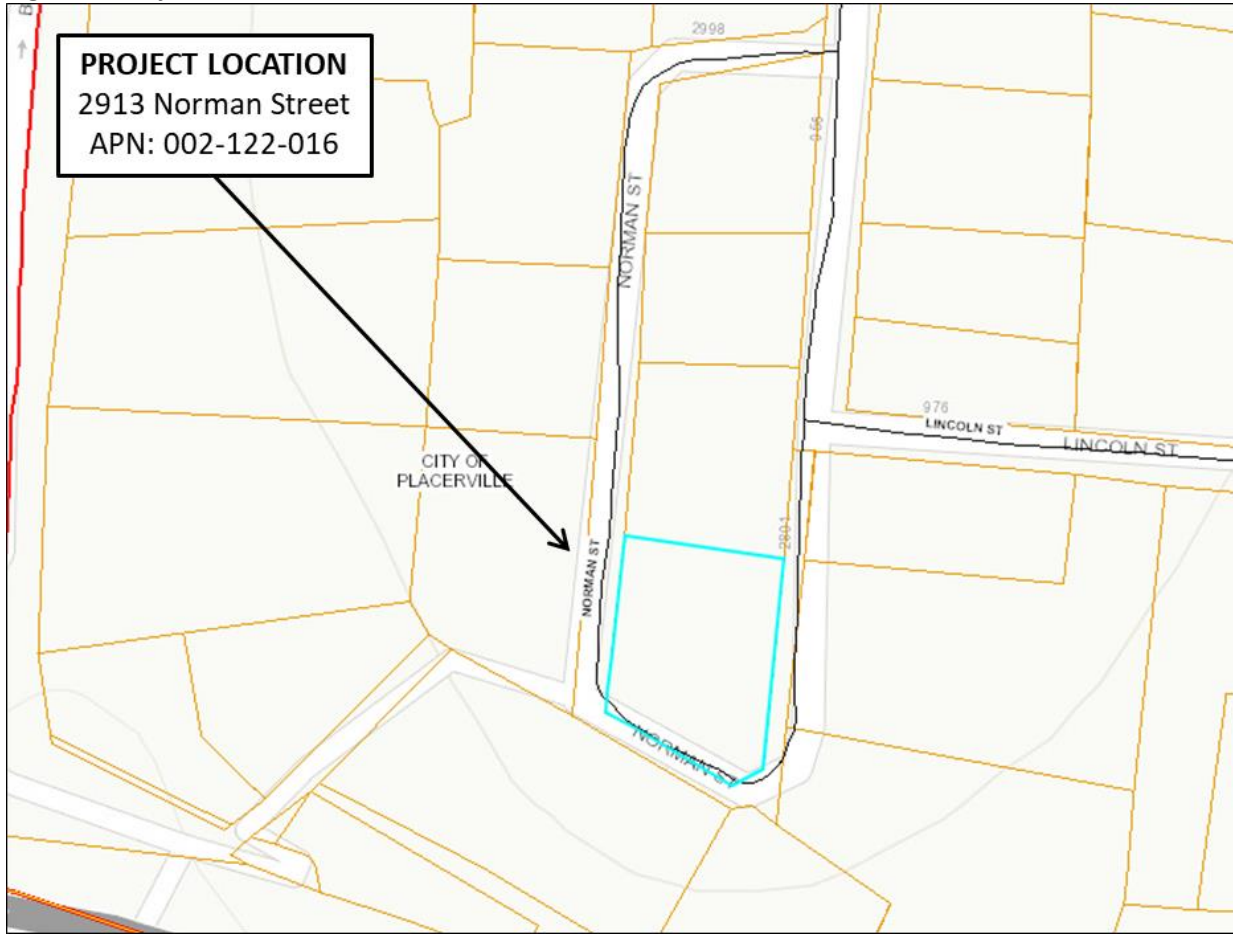 B
2998
PROJECT LOCATION
2913 Norman Street
APN: 002-122-016
NORMAN ST
976
LINCOLN ST
LINCOLN ST
CITY OF
PLACERVILLE
2801
NORMAN ST
NORMAN S